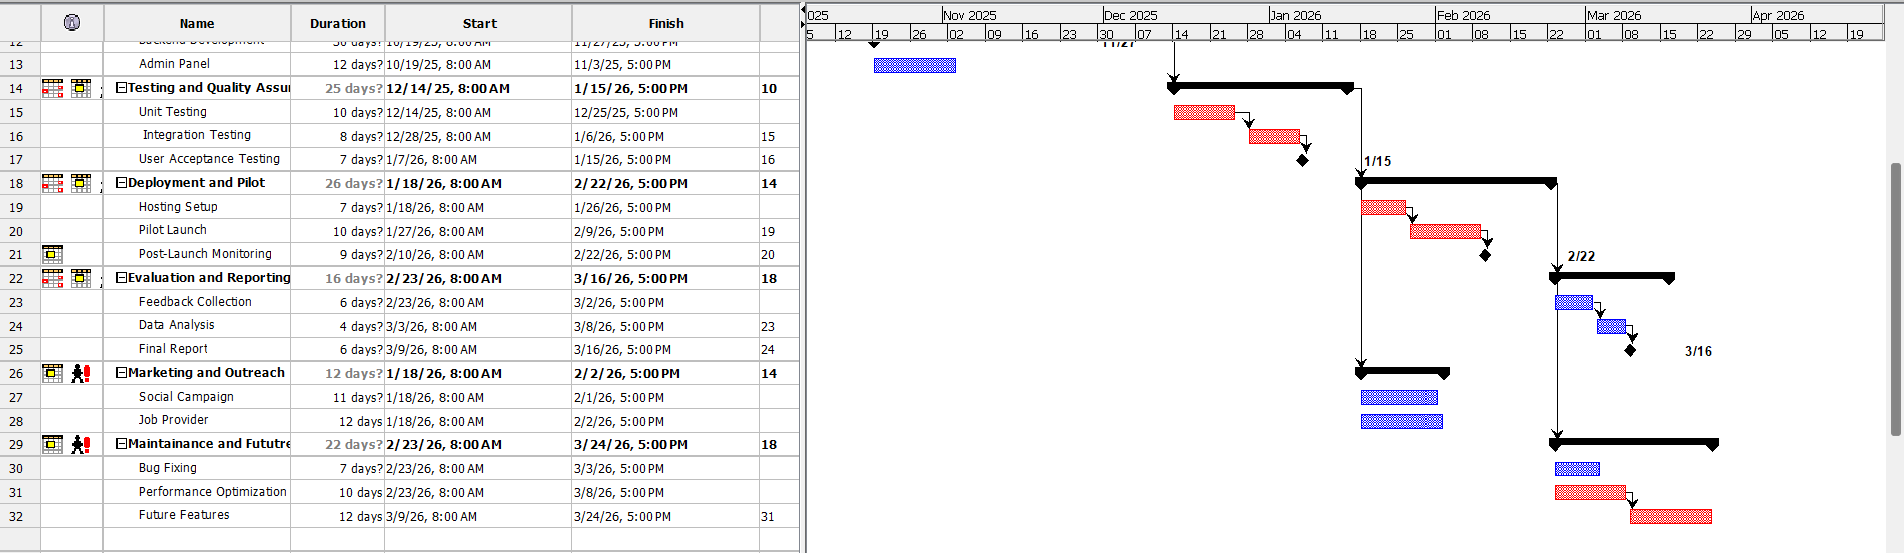 Name Duration Start Finish
12 Backend Development 30 days? 10/19/25, 8:00 AM 11/27/25, 5:00 PM
13 Admin Panel 12 days? 10/19/25, 8:00 AM 11/3/25, 5:00 PM
14 Testing and Quality Assu 25 days? 12/14/25, 8:00 AM 1/15/26, 5:00 PM 10
15 Unit Testing 10 days? 12/14/25, 8:00 AM 12/25/25, 5:00 PM
16 Integration Testing 8 days? 12/28/25, 8:00 AM 1/6/26, 5:00 PM 15
17 User Acceptance Testing 7 days? 1/7/26, 8:00 AM 1/15/26, 5:00 PM 16
18 Deployment and Pilot 26 days? 1/18/26, 8:00 AM 2/22/26, 5:00 PM 14
19 Hosting Setup 7 days? 1/18/26, 8:00 AM 1/26/26, 5:00 PM
20 Pilot Launch 10 days? 1/27/26, 8:00 AM 2/9/26, 5:00 PM 19
21 Post-Launch Monitoring 9 days? 2/10/26, 8:00 AM 2/22/26, 5:00 PM 20
22 Evaluation and Reporting 16 days? 2/23/26, 8:00 AM 3/16/26, 5:00 PM 18
23 Feedback Collection 6 days? 2/23/26, 8:00 AM 3/2/26, 5:00 PM
24 Data Analysis 4 days? 3/3/26, 8:00 AM 3/8/26, 5:00 PM 23
25 Final Report 6 days? 3/9/26, 8:00 AM 3/16/26, 5:00 PM 24
26 Marketing and Outreach 12 days? 1/18/26, 8:00 AM 2/2/26, 5:00 PM 14
27 Social Campaign 11 days? 1/18/26, 8:00 AM 2/1/26, 5:00 PM
28 Job Provider 12 days 1/18/26, 8:00 AM 2/2/26, 5:00 PM
29 Maintainance and Fututre 22 days? 2/23/26, 8:00 AM 3/24/26, 5:00 PM 18
30 Bug Fixing 7 days? 2/23/26, 8:00 AM 3/3/26, 5:00 PM
31 Performance Optimization 10 days 2/23/26, 8:00 AM 3/8/26, 5:00 PM
32 Future Features 12 days 3/9/26, 8:00 AM 3/24/26, 5:00 PM 31
025 Nov 2025 Dec 2025 Jan 2026 Feb 2026 Mar 2026 Apr 2026
5 12 19 26 02 09 16 23 30 07 14 21 28 04 11 18 25 01 08 15 22 01 08 15 22 29 05 12 19
11/27
1/15
2/22
3/16